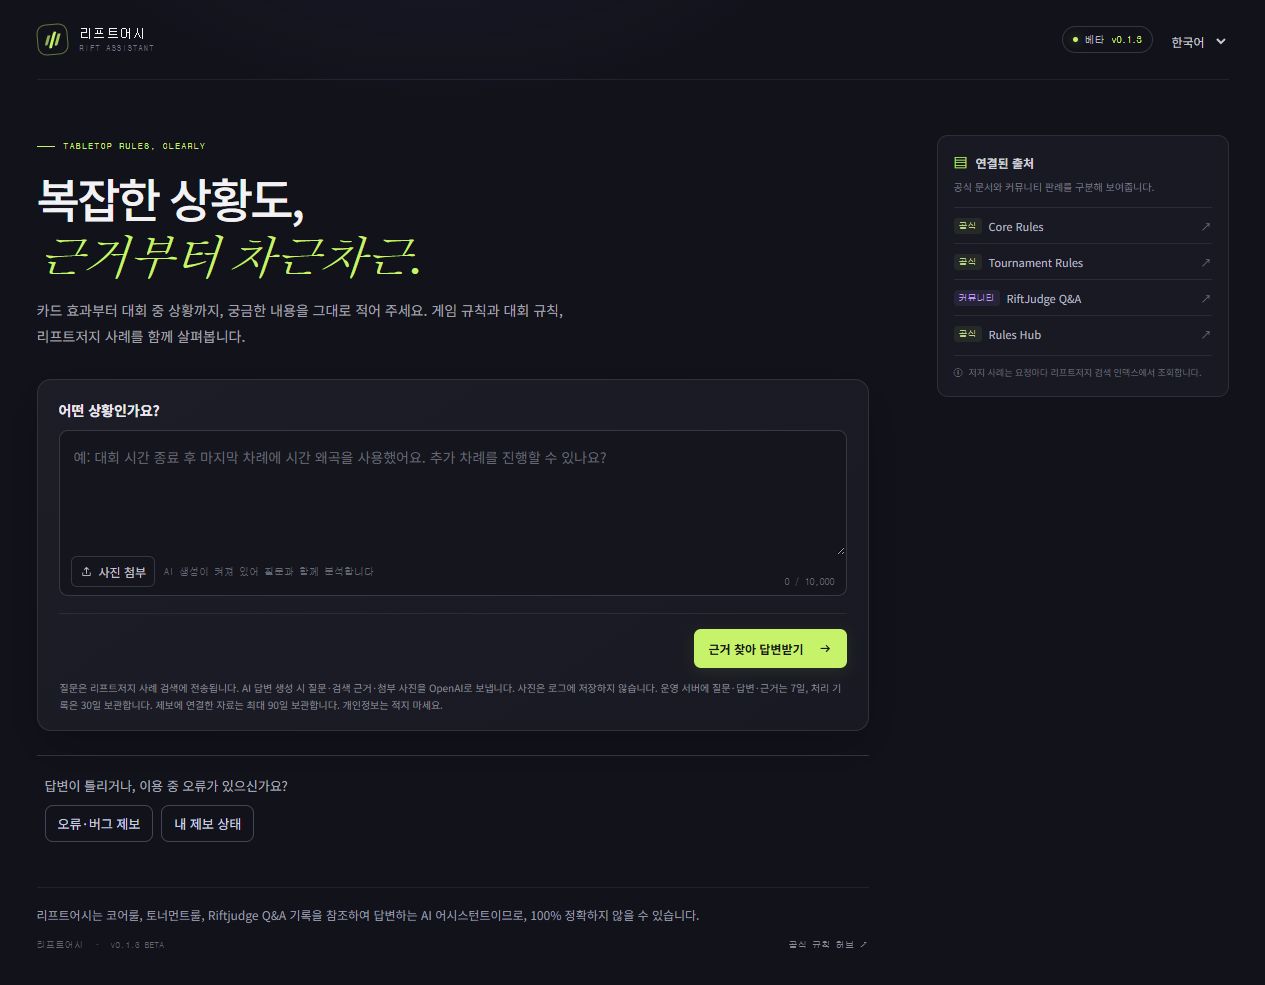 리프트어시
RIFT ASSISTANT
베타 v0.1.3
한국어
TABLETOP RULES, CLEARLY
복잡한 상황도,
근거부터 차근차근.
카드 효과부터 대회 중 상황까지, 궁금한 내용을 그대로 적어 주세요. 게임 규칙과 대회 규칙,
리프트저지 사례를 함께 살펴봅니다.
어떤 상황인가요?
예: 대회 시간 종료 후 마지막 차례에 시간 왜곡을 사용했어요. 추가 차례를 진행할 수 있나요?
사진 첨부
AI 생성이 켜져 있어 질문과 함께 분석합니다
0 / 10,000
근거 찾아 답변받기 →
질문은 리프트저지 사례 검색에 전송됩니다. AI 답변 생성 시 질문·검색 근거·첨부 사진을 OpenAI로 보냅니다. 사진은 로그에 저장하지 않습니다. 운영 서버에 질문·답변·근거는 7일, 처리 기
록은 30일 보관합니다. 제보에 연결한 자료는 최대 90일 보관합니다. 개인정보는 적지 마세요.
답변이 틀리거나, 이용 중 오류가 있으신가요?
오류·버그 제보
내 제보 상태
리프트어시는 코어룰, 토너먼트룰, Riftjudge Q&A 기록을 참조하여 답변하는 AI 어시스턴트이므로, 100% 정확하지 않을 수 있습니다.
리프트어시 · V0.1.3 BETA
공식 규칙 허브 ↗
연결된 출처
공식 문서와 커뮤니티 판례를 구분해 보여줍니다.
공식 Core Rules ↗
공식 Tournament Rules ↗
커뮤니티 RiftJudge Q&A ↗
공식 Rules Hub ↗
저지 사례는 요청마다 리프트저지 검색 인덱스에서 조회합니다.